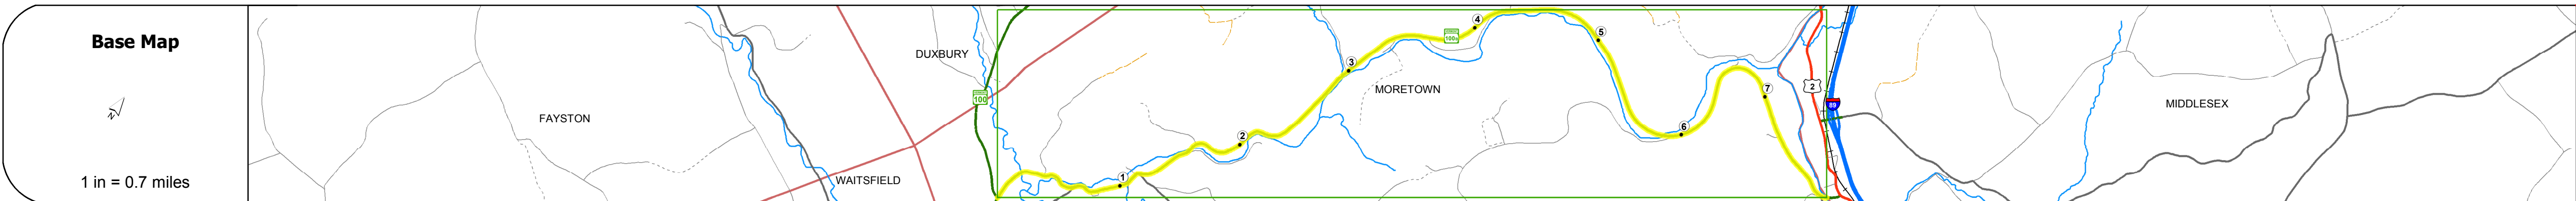 Base Map
N
1 in = 0.7 miles
FAYSTON
WAITSFIELD
DUXBURY
100
1
2
3
MORETOWN
100B
4
5
6
7
2
89
MIDDLESEX